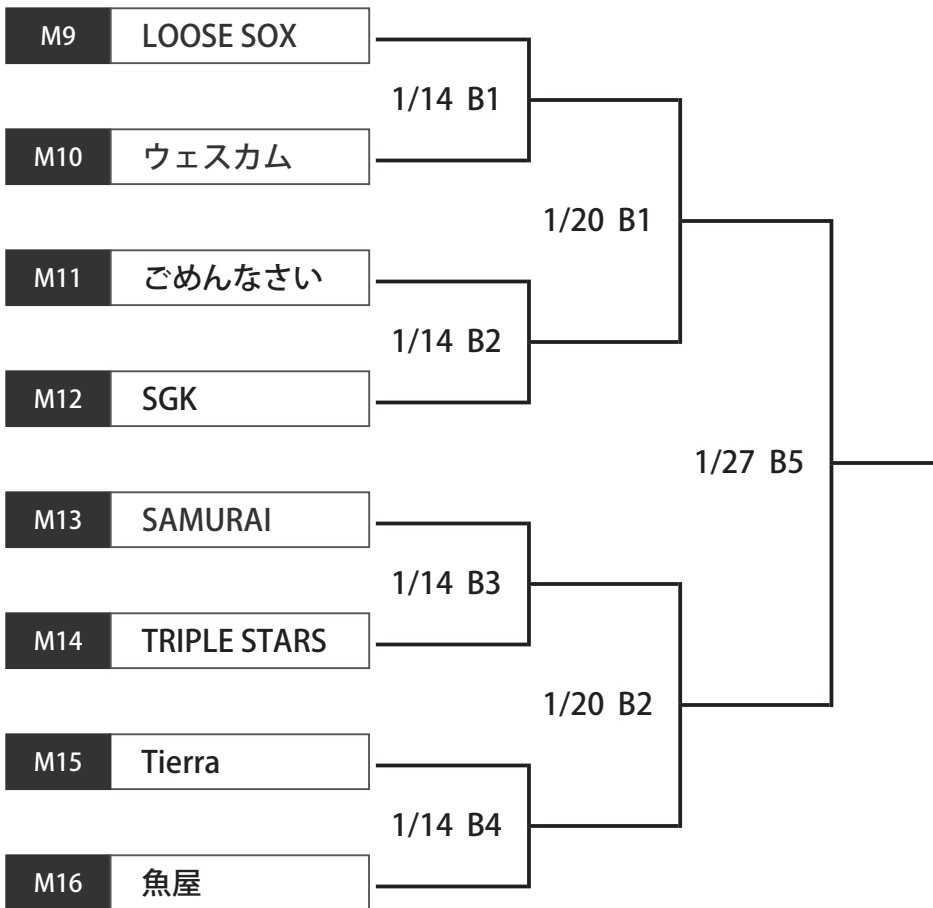 M9 LOOSE SOX
1/14 B1
M10 ウェスカム
1/20 B1
M11 ごめんなさい
1/14 B2
M12 SGK
1/27 B5
M13 SAMURAI
1/14 B3
M14 TRIPLE STARS
1/20 B2
M15 Tierra
1/14 B4
M16 魚屋